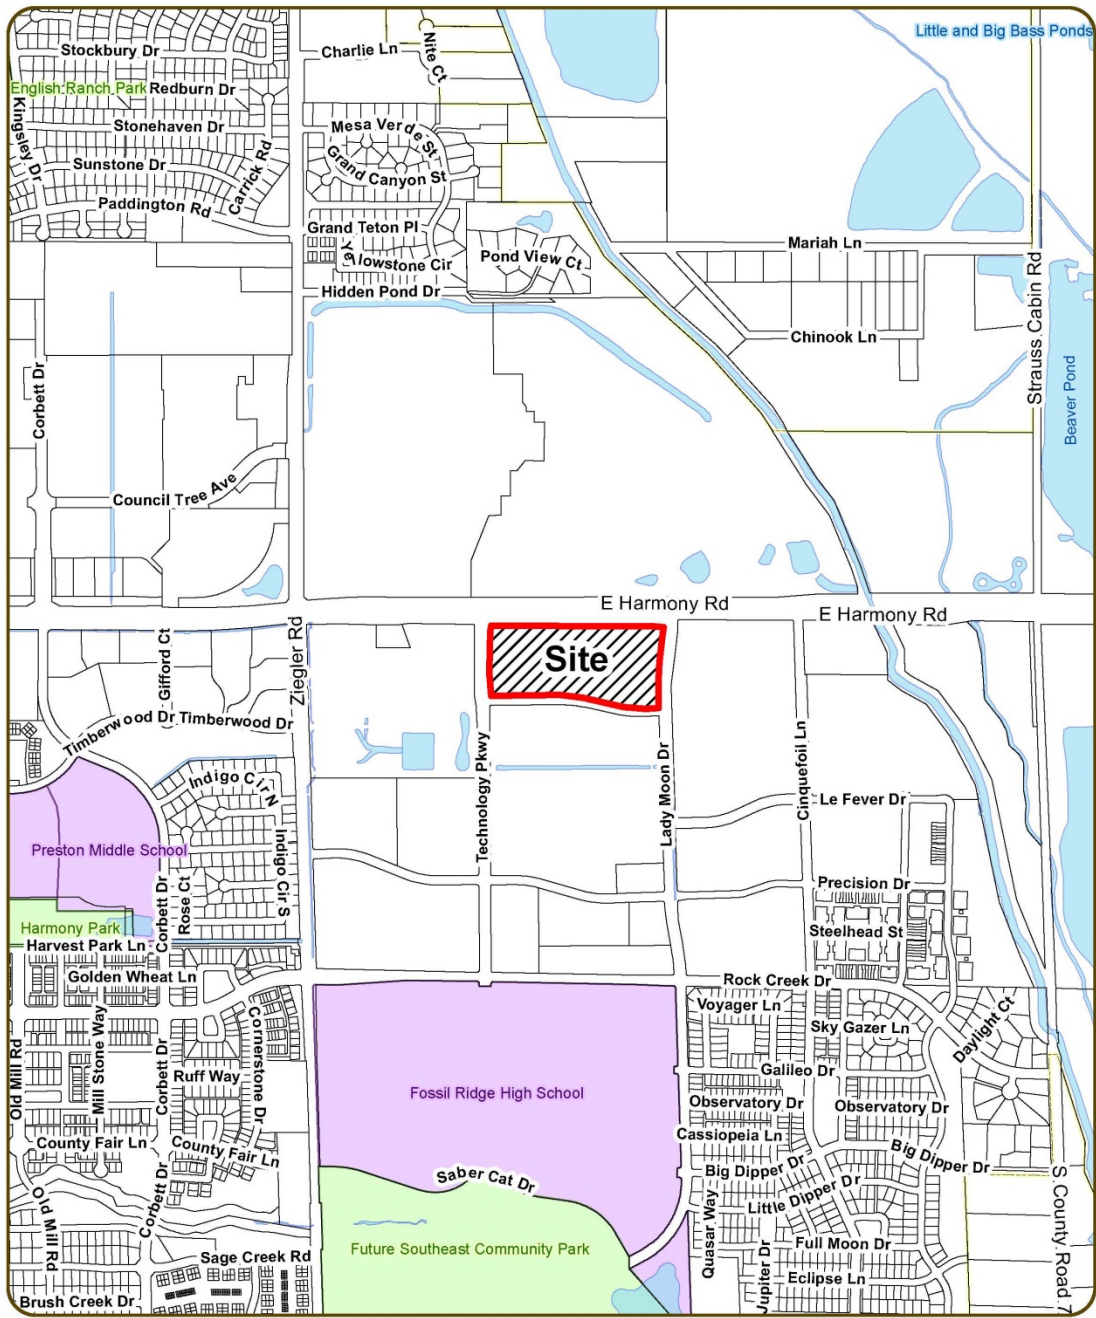 Little and Big Bass Ponds
Stockbury Dr
Charlie Ln
Nite Ct
English Ranch Park
Redburn Dr
Kingsley Dr
Stonehaven Dr
Mesa Verde St
Sunstone Dr
Carrick Rd
Grand Canyon St
Paddington Rd
Grand Teton Pl
Mariah Ln
Yellowstone Cir
Pond View Ct
Strauss Cabin Rd
Hidden Pond Dr
Chinook Ln
Corbett Dr
Beaver Pond
Council Tree Ave
E Harmony Rd
E Harmony Rd
Gifford Ct
Ziegler Rd
Site
Timberwood Dr
Timberwood Dr
Technology Pkwy
Lady Moon Dr
Cinquefoil Ln
Indigo Cir N
Le Fever Dr
Preston Middle School
Indigo Cir S
Corbett Dr
Rose Ct
Precision Dr
Harmony Park
Steelhead St
Harvest Park Ln
Golden Wheat Ln
Rock Creek Dr
Voyager Ln
Sky Gazer Ln
Daylight Ct
Old Mill Rd
Mill Stone Way
Corbett Dr
Cornerstone Dr
Ruff Way
Galileo Dr
Fossil Ridge High School
Observatory Dr
Observatory Dr
County Fair Ln
County Fair Ln
Cassiopeia Ln
Big Dipper Dr
Big Dipper Dr
Saber Cat Dr
Little Dipper Dr
Old Mill Rd
Corbett Dr
Quasar Way
S County Road 7
Future Southeast Community Park
Full Moon Dr
Sage Creek Rd
Jupiter Dr
Eclipse Ln
Brush Creek Dr